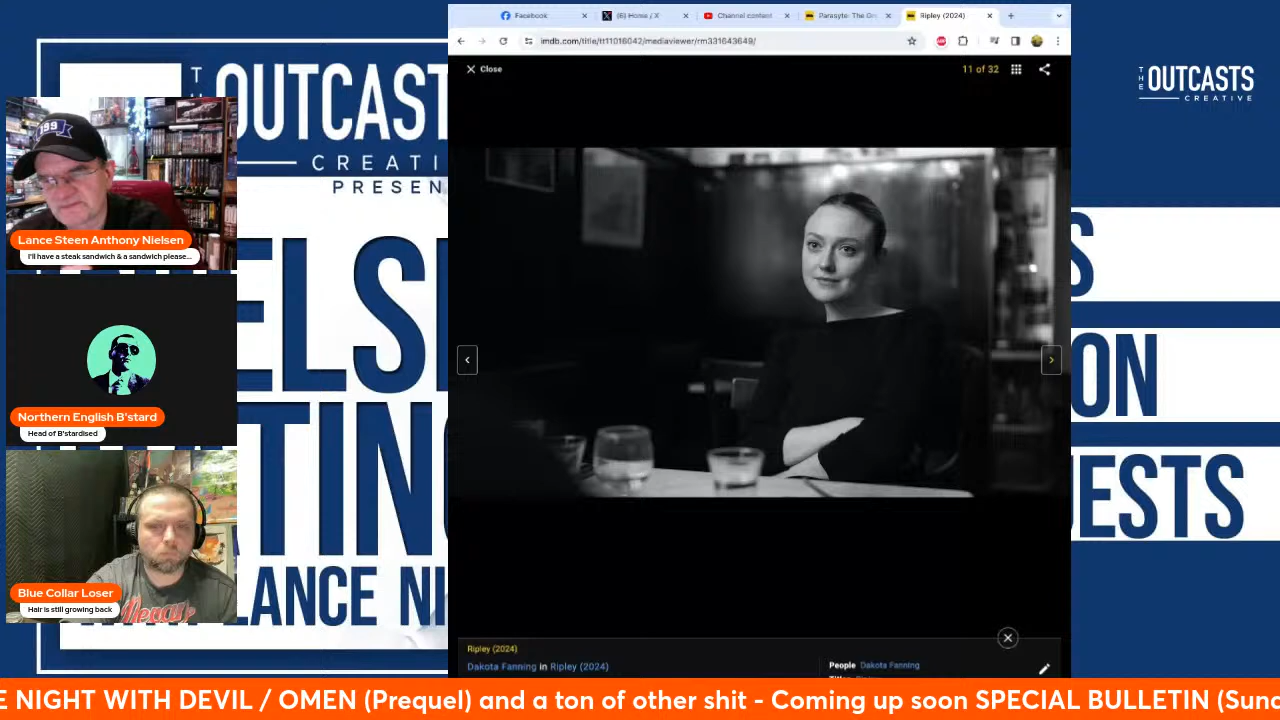 Facebook
(6) Home / X
Channel content
Parasyte: The Gr
Ripley (2024)
imdb.com/title/tt11016042/mediaviewer/rm331643649/
Close
11 of 32
THE
OUTCASTS
CREATIVE
T
OUTCAST
CREATI
PRESEN
199
Lance Steen Anthony Nielsen
I'll have a steak sandwich & a sandwich please...
ELS
S
Northern English B'stard
Head of B'stardised
TIN
ON
Blue Collar Loser
Hair is still growing back
LANCE NI
UESTS
Ripley (2024)
Dakota Fanning in Ripley (2024)
People Dakota Fanning
E NIGHT WITH DEVIL / OMEN (Prequel) and a ton of other shit - Coming up soon SPECIAL BULLETIN (Sund